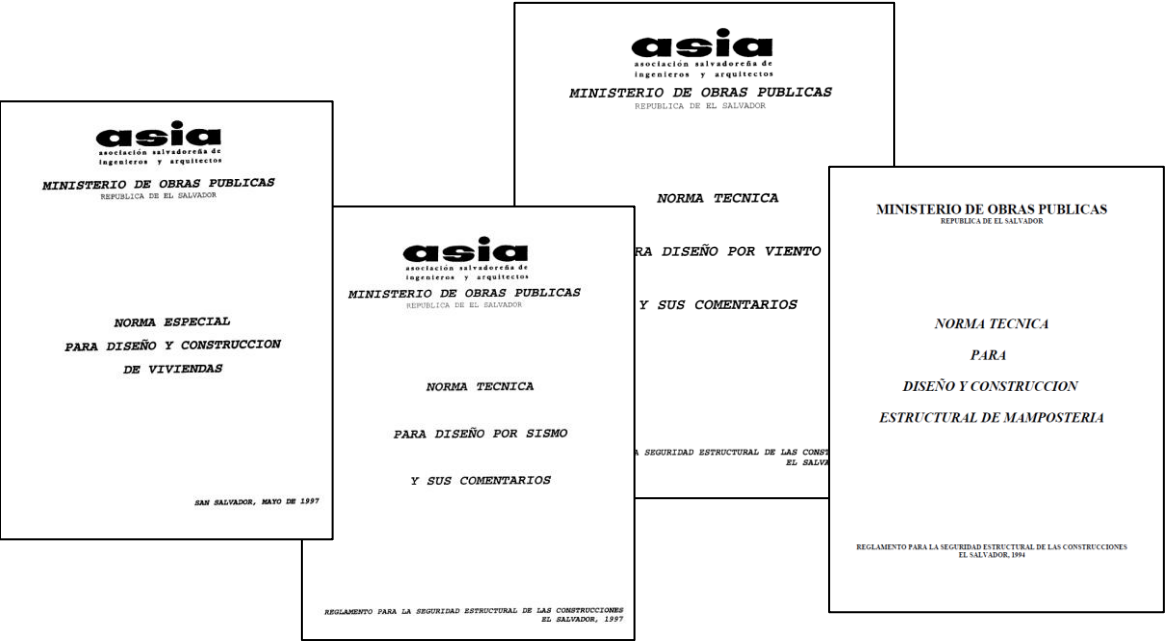 asia
asociación salvadoreña de
ingenieros y arquitectos
MINISTERIO DE OBRAS PUBLICAS
REPUBLICA DE EL SALVADOR
NORMA ESPECIAL
PARA DISEÑO Y CONSTRUCCION
DE VIVIENDAS
SAN SALVADOR, MAYO DE 1997
asia
asociación salvadoreña de
ingenieros y arquitectos
MINISTERIO DE OBRAS PUBLICAS
REPUBLICA DE EL SALVADOR
NORMA TECNICA
PARA DISEÑO POR SISMO
Y SUS COMENTARIOS
REGLAMENTO PARA LA SEGURIDAD ESTRUCTURAL DE LAS CONSTRUCCIONES
EL SALVADOR, 1997
asia
asociación salvadoreña de
ingenieros y arquitectos
MINISTERIO DE OBRAS PUBLICAS
REPUBLICA DE EL SALVADOR
NORMA TECNICA
RA DISEÑO POR VIENTO
Y SUS COMENTARIOS
A SEGURIDAD ESTRUCTURAL DE LAS CONST
EL SALVA
MINISTERIO DE OBRAS PUBLICAS
REPUBLICA DE EL SALVADOR
NORMA TECNICA
PARA
DISEÑO Y CONSTRUCCION
ESTRUCTURAL DE MAMPOSTERIA
REGLAMENTO PARA LA SEGURIDAD ESTRUCTURAL DE LAS CONSTRUCCIONES
EL SALVADOR, 1994